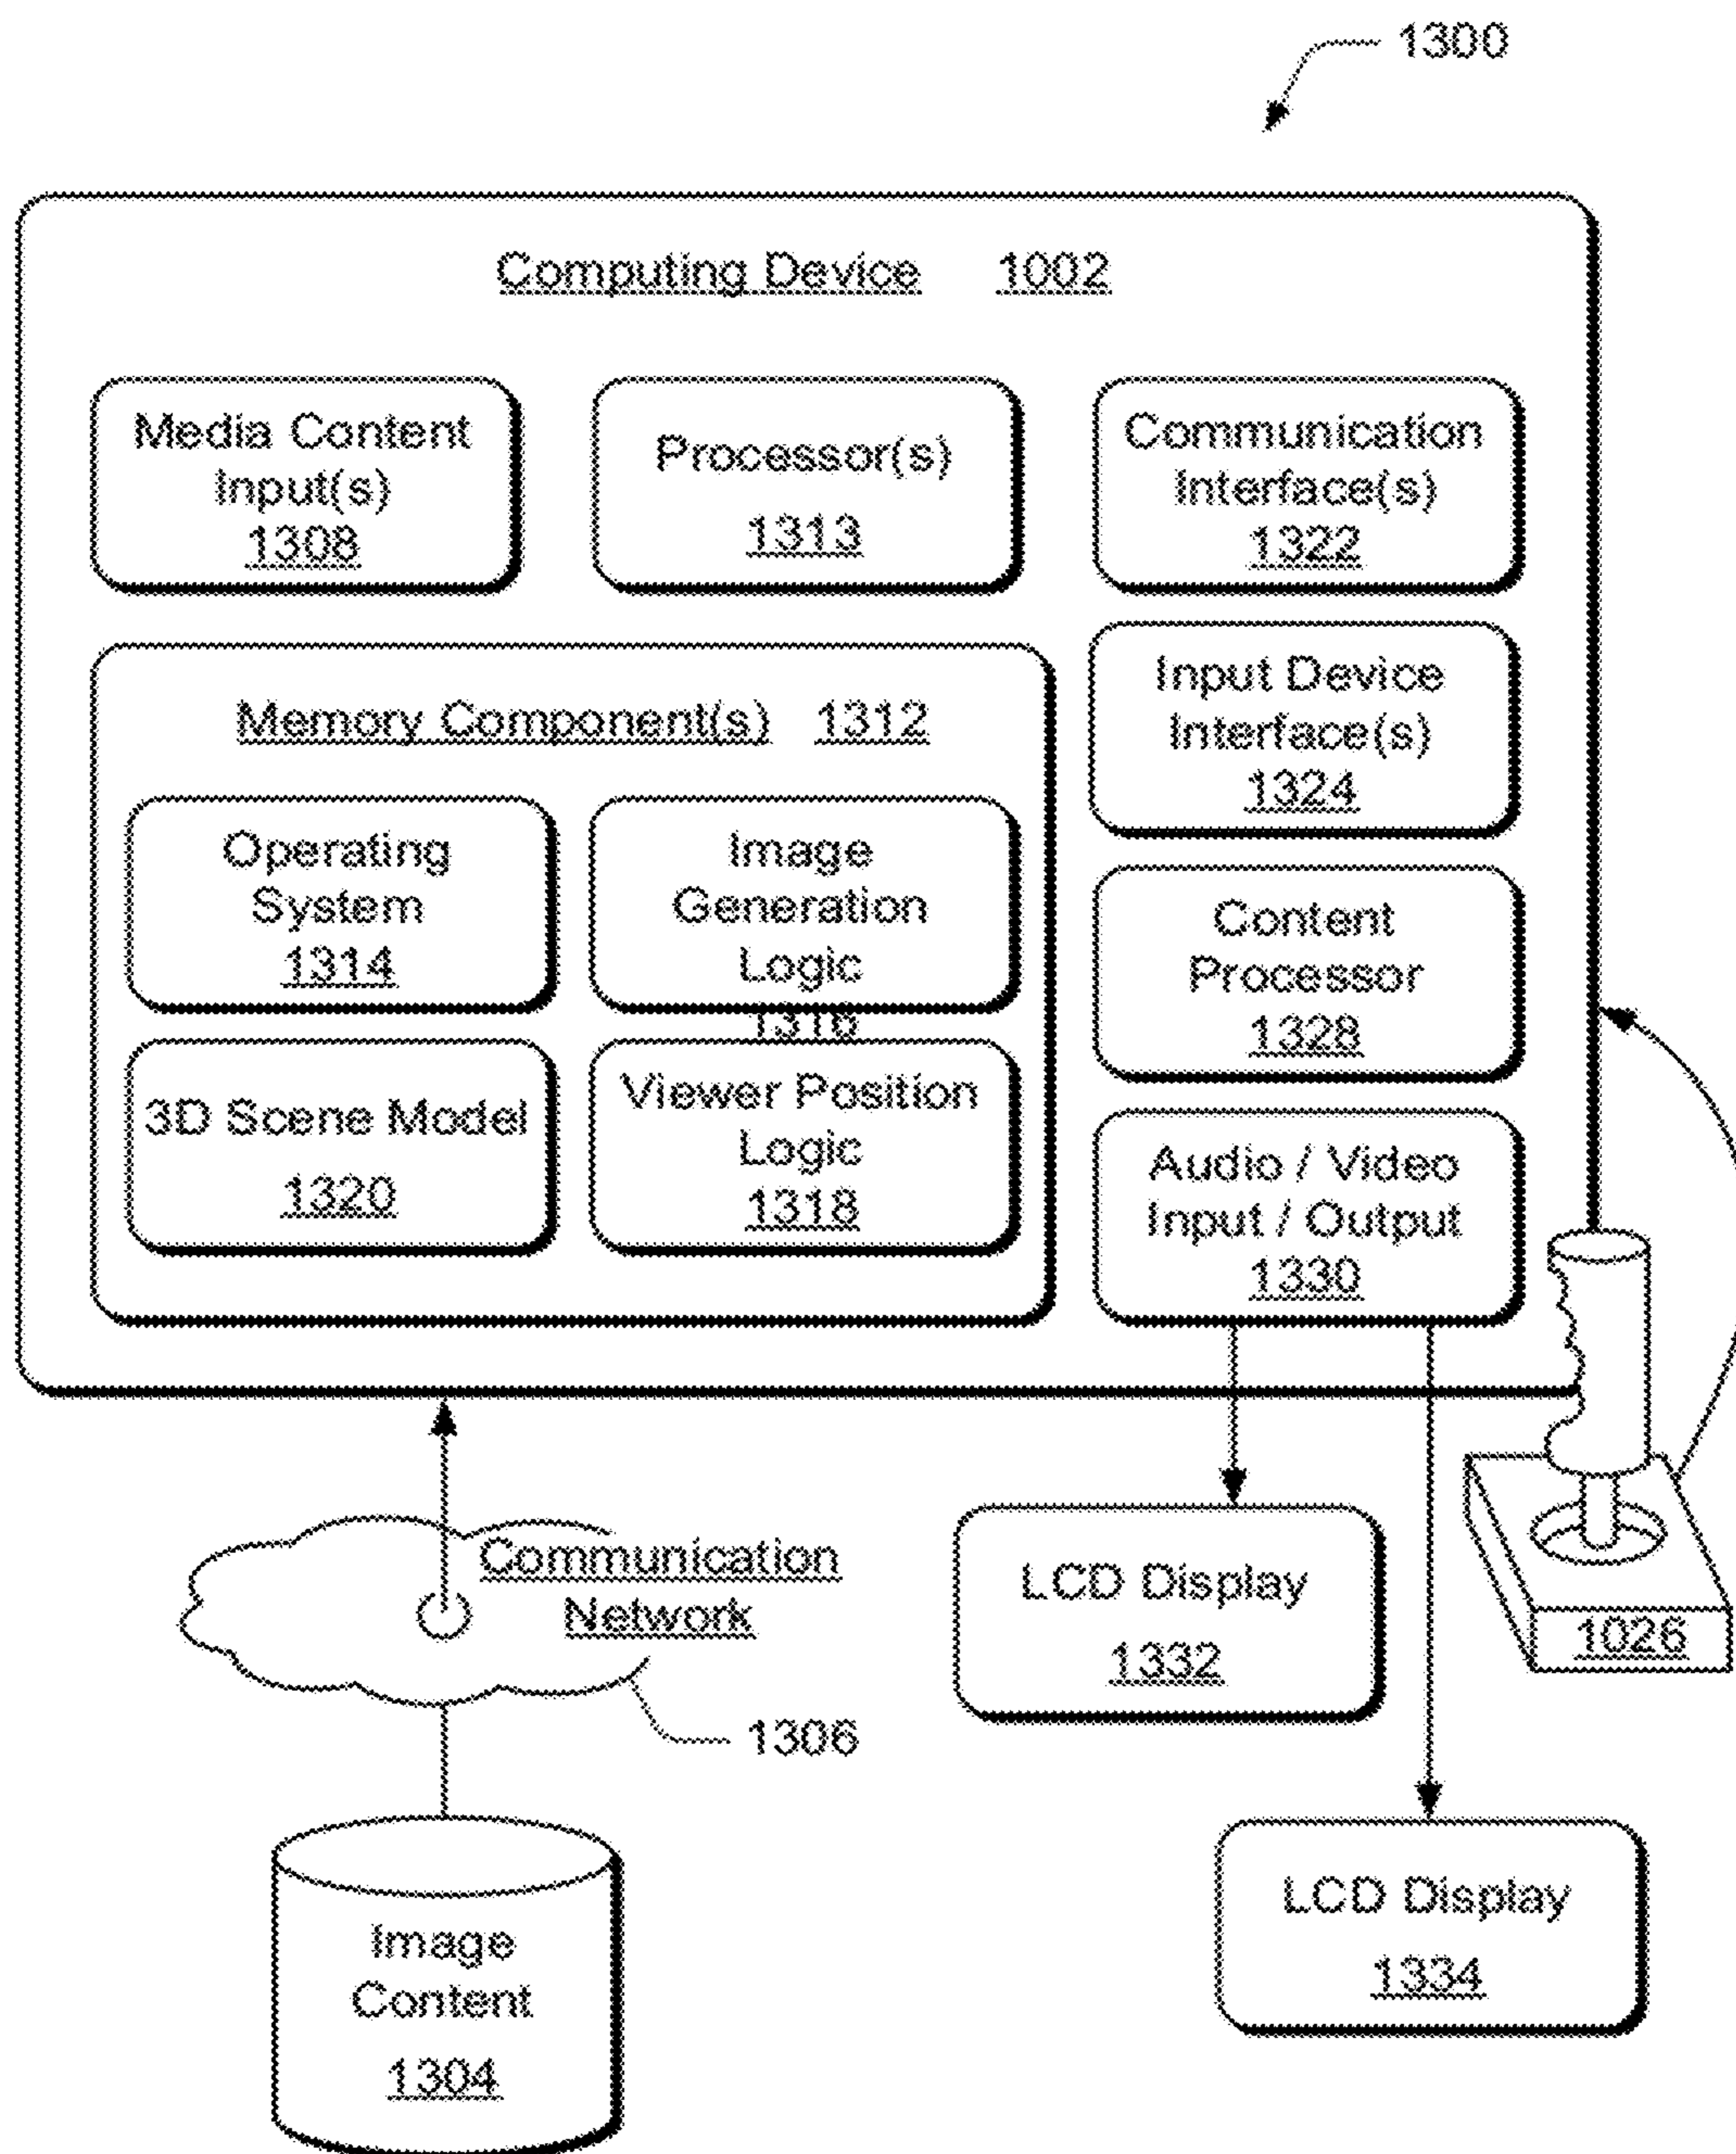 1300
Computing Device 1002
Media Content
Input(s)
1308
Processor(s)
1313
Communication
Interface(s)
1322
Memory Component(s) 1312
Operating
System
1314
Image
Generation
Logic
1316
3D Scene Model
1320
Viewer Position
Logic
1318
Input Device
Interface(s)
1324
Content
Processor
1328
Audio / Video
Input / Output
1330
Communication
Network
1306
Image
Content
1304
LCD Display
1332
LCD Display
1334
1026